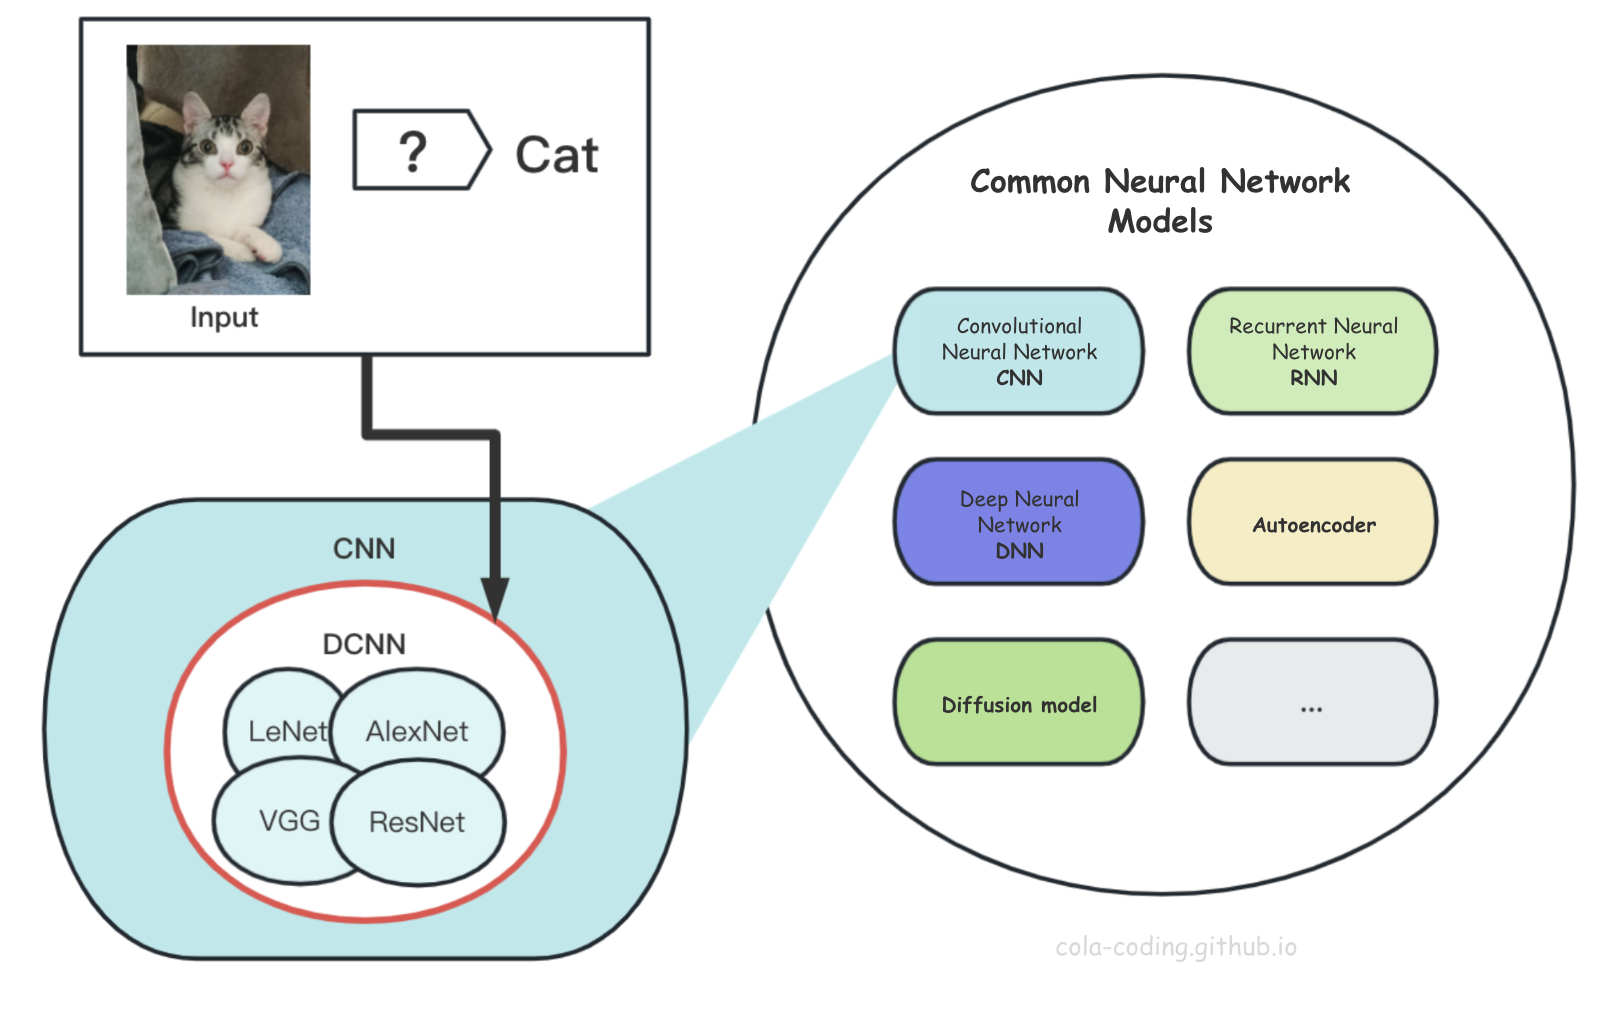 ?
Cat
Input
CNN
DCNN
LeNet
AlexNet
VGG
ResNet
Common Neural Network
Models
Convolutional
Neural Network
CNN
Recurrent Neural
Network
RNN
Deep Neural
Network
DNN
Autoencoder
Diffusion model
...
cola-coding.github.io